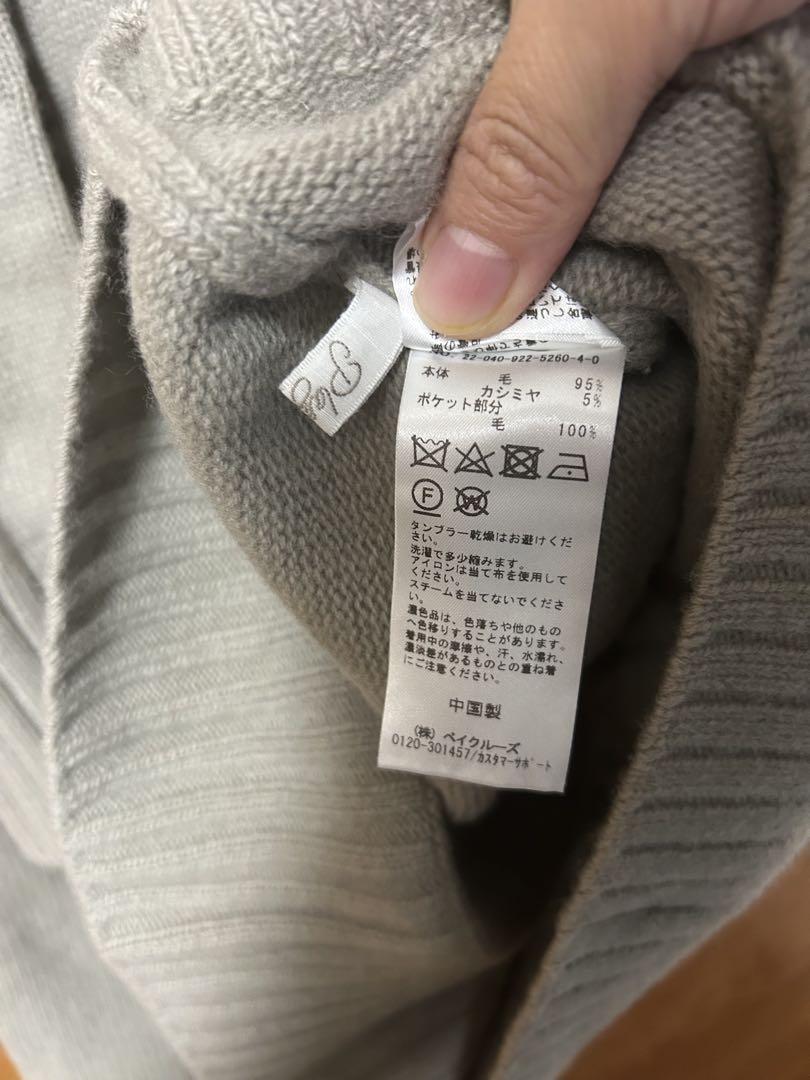 22-040-922-5260-4-0
本体 毛 95%
カシミヤ 5%
ポケット部分
毛 100%
F
W
タンブラー乾燥はお避けくだ
さい。
洗濯で多少縮みます。
アイロンは当て布を使用して
ください。
スチームを当てないでくださ
い。
濃色品は、色落ちや他のもの
へ色移りすることがあります。
着用中の摩擦や、汗、水濡れ、
濃淡差があるものとの重ね着
にご注意ください。
中国製
(株) ベイクルーズ
0120-301457/カスタマーサポート